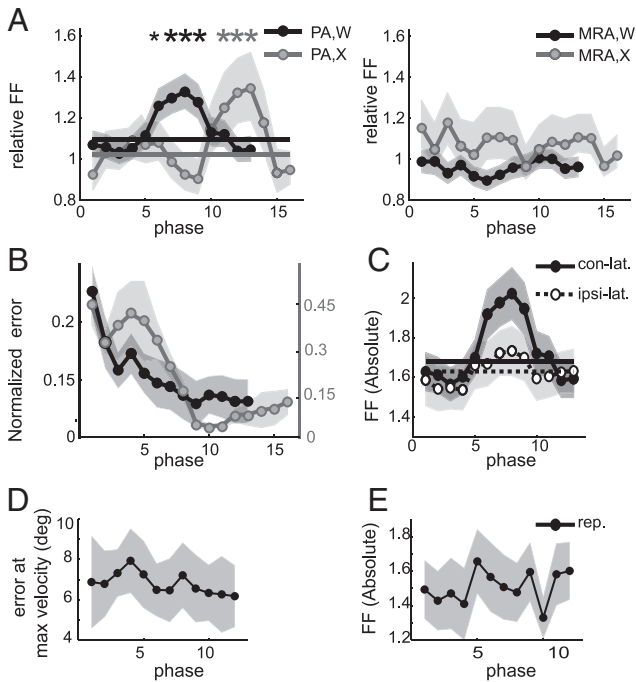 A
* *** ***
PA,W
PA,X
MRA,W
MRA,X
relative FF
1.6
1.4
1.2
1
0.8
0 5 10 15
phase
relative FF
1.6
1.4
1.2
1
0.8
0 5 10 15
phase
B
Normalized error
0.2
0.15
0
0.45
0.3
0.15
0
5 10 15
phase
C
con-lat.
ipsi-lat.
FF (Absolute)
2
1.8
1.6
1.4
0 5 10
phase
D
error at
max velocity (deg)
10
8
6
4
5 10
phase
E
rep.
FF (Absolute)
1.8
1.6
1.4
1.2
5 10
phase